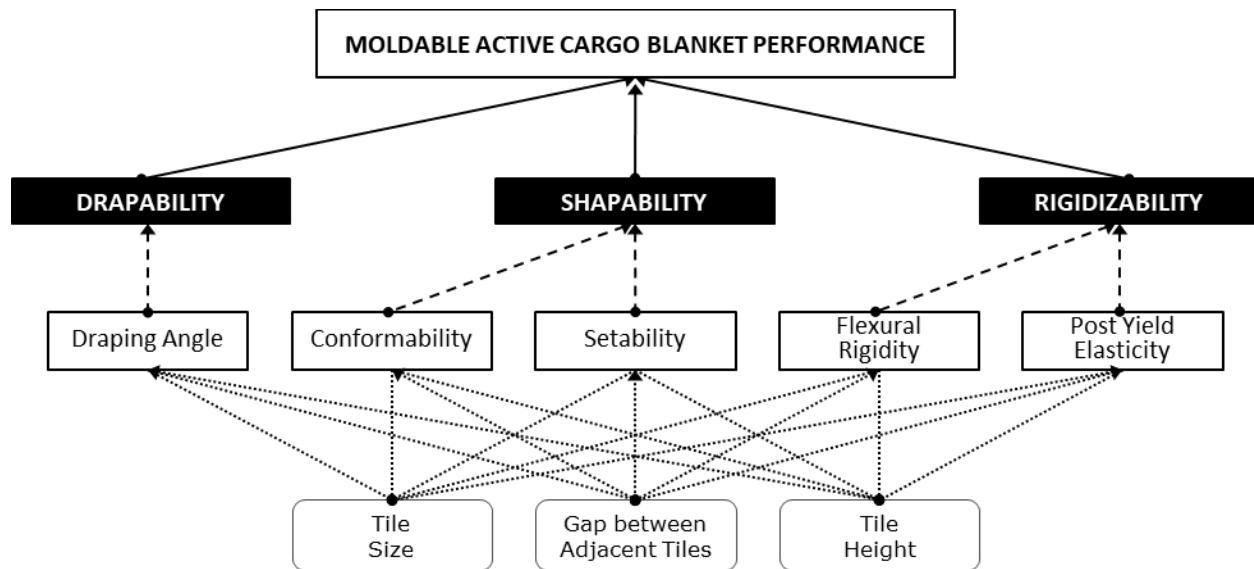 MOLDABLE ACTIVE CARGO BLANKET PERFORMANCE
DRAPABILITY
SHAPABILITY
RIGIDIZABILITY
Draping Angle
Conformability
Setability
Flexural
Rigidity
Post Yield
Elasticity
Tile
Size
Gap between
Adjacent Tiles
Tile
Height